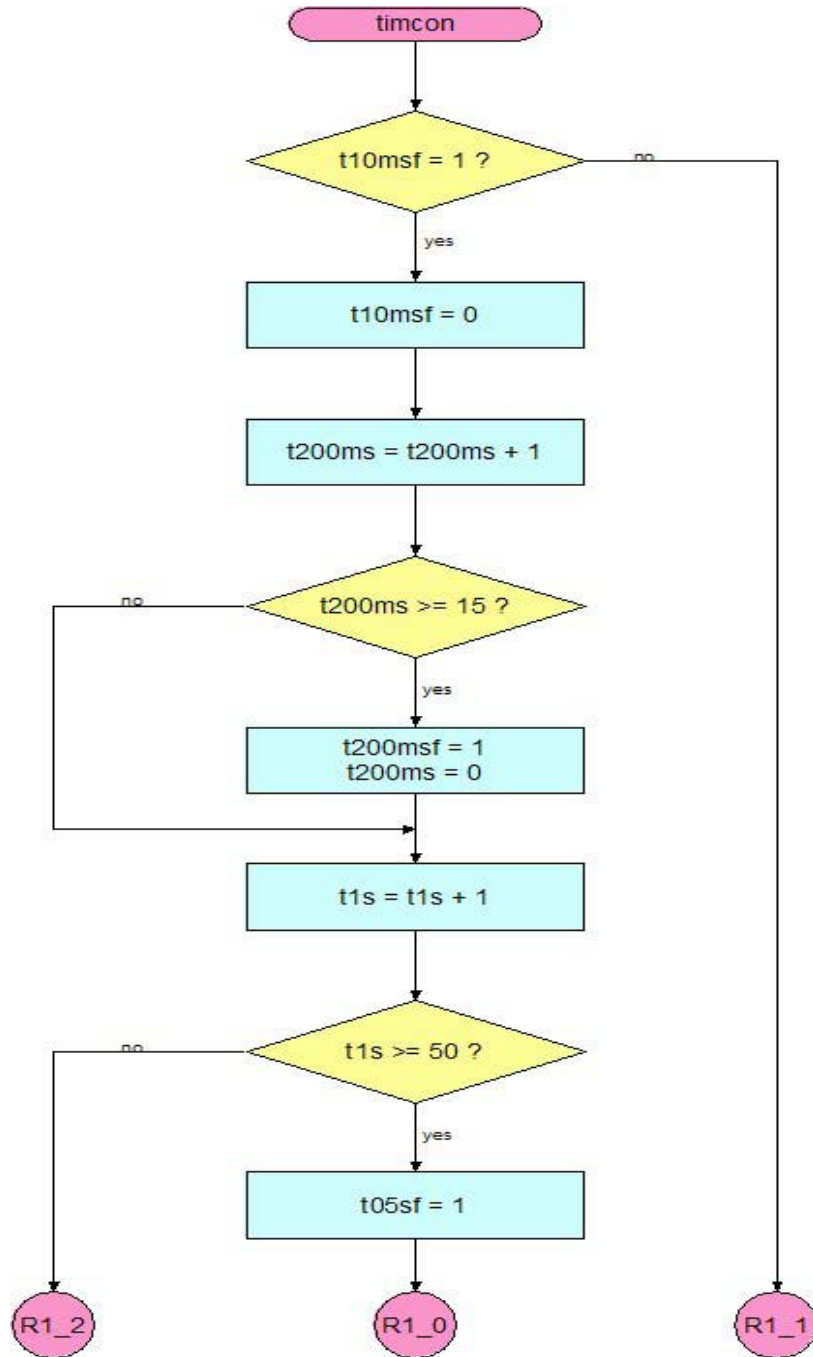 timcon
t10msf = 1 ?
no
yes
t10msf = 0
t200ms = t200ms + 1
no
t200ms >= 15 ?
yes
t200msf = 1
t200ms = 0
t1s = t1s + 1
no
t1s >= 50 ?
yes
t05sf = 1
R1_2
R1_0
R1_1